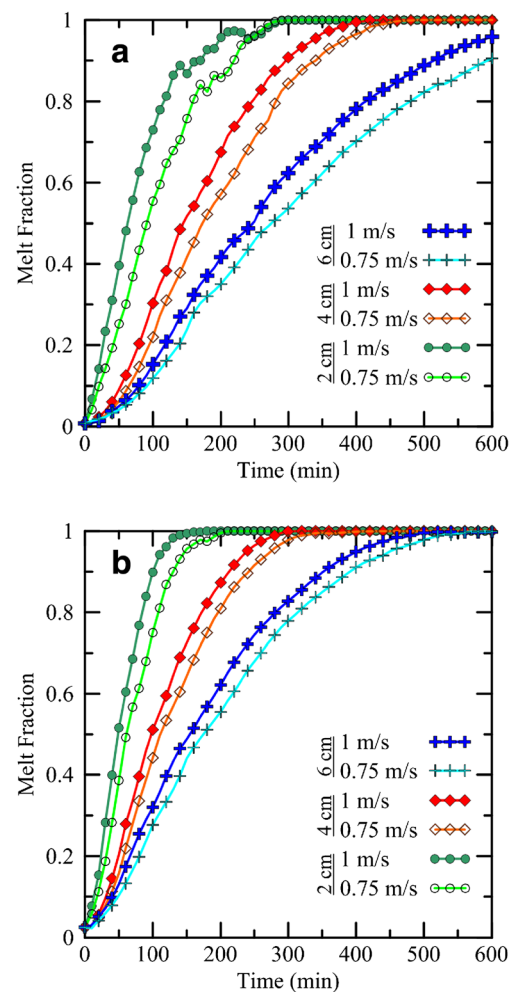 a
1
0.8
0.6
0.4
0.2
0
Melt Fraction
6 cm 1 m/s
0.75 m/s
4 cm 1 m/s
0.75 m/s
2 cm 1 m/s
0.75 m/s
0 100 200 300 400 500 600
Time (min)
b
1
0.8
0.6
0.4
0.2
0
Melt Fraction
6 cm 1 m/s
0.75 m/s
4 cm 1 m/s
0.75 m/s
2 cm 1 m/s
0.75 m/s
0 100 200 300 400 500 600
Time (min)